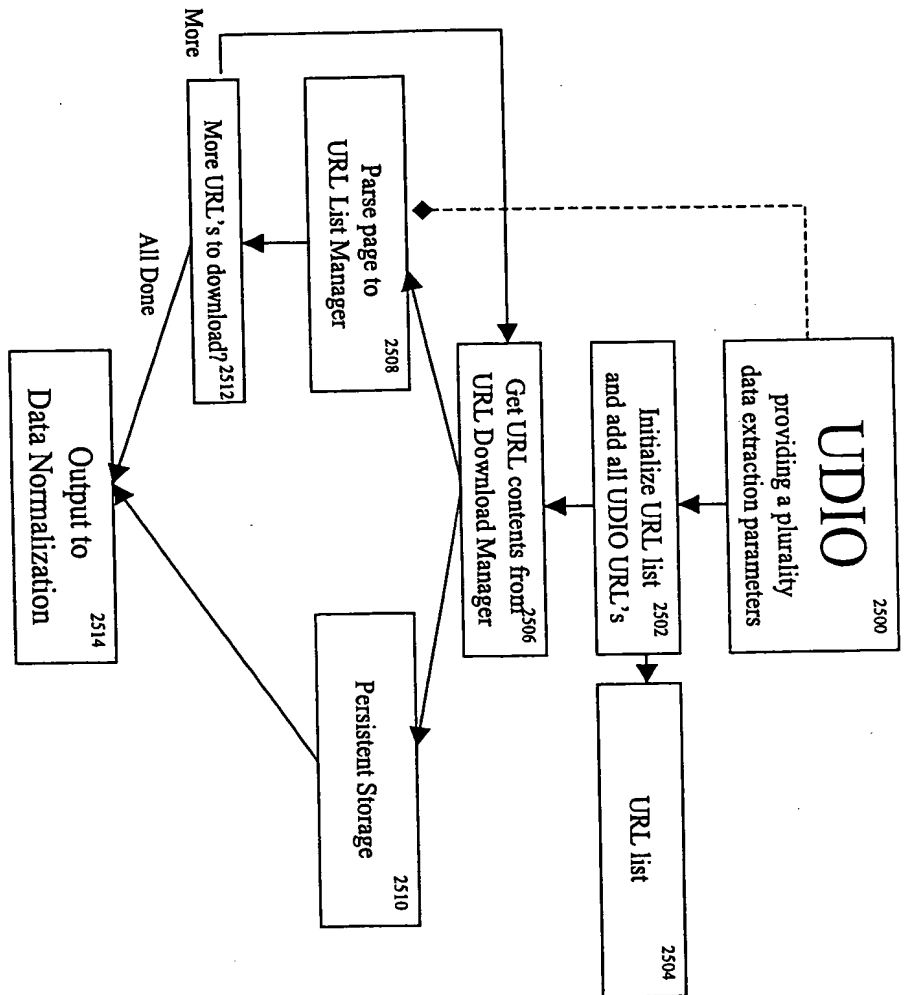 UDIO
providing a plurality
data extraction parameters
2500
Initialize URL list
and add all UDIO URL's
2502
URL list
2504
Get URL contents from
URL Download Manager
2506
Parse page to
URL List Manager
2508
Persistent Storage
2510
More URL's to download?
2512
More
All Done
Output to
Data Normalization
2514